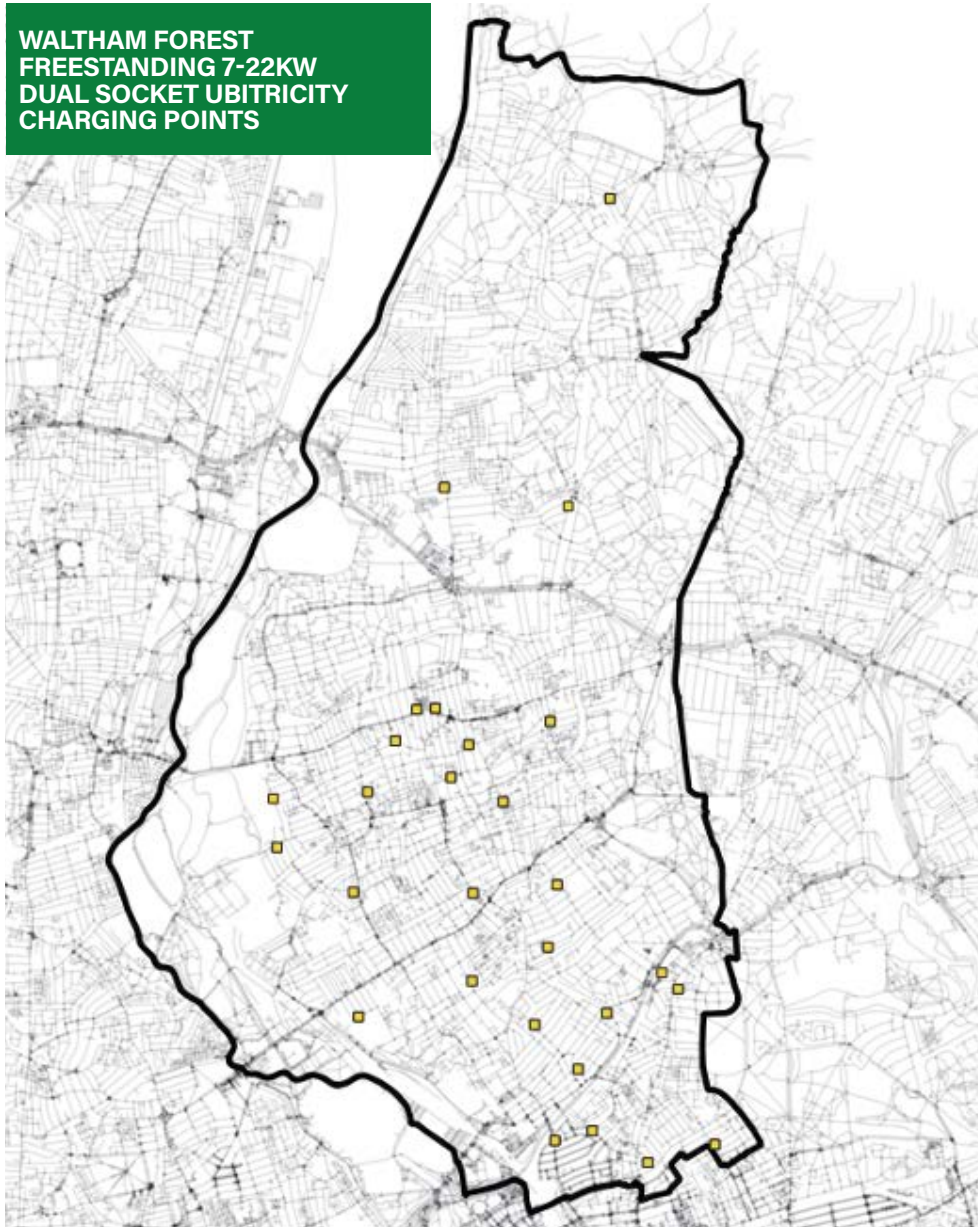 WALTHAM FOREST
FREESTANDING 7-22KW
DUAL SOCKET UBITRICITY
CHARGING POINTS